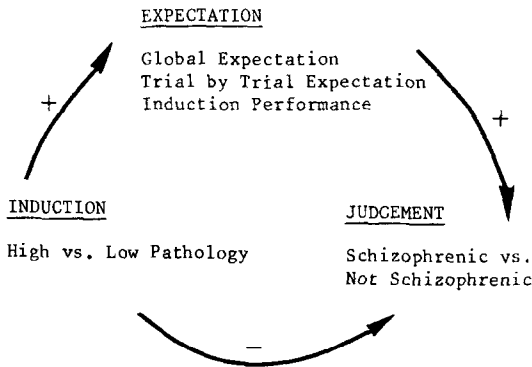 EXPECTATION
Global Expectation
Trial by Trial Expectation
Induction Performance
+
+
INDUCTION
High vs. Low Pathology
JUDGEMENT
Schizophrenic vs.
Not Schizophrenic
−